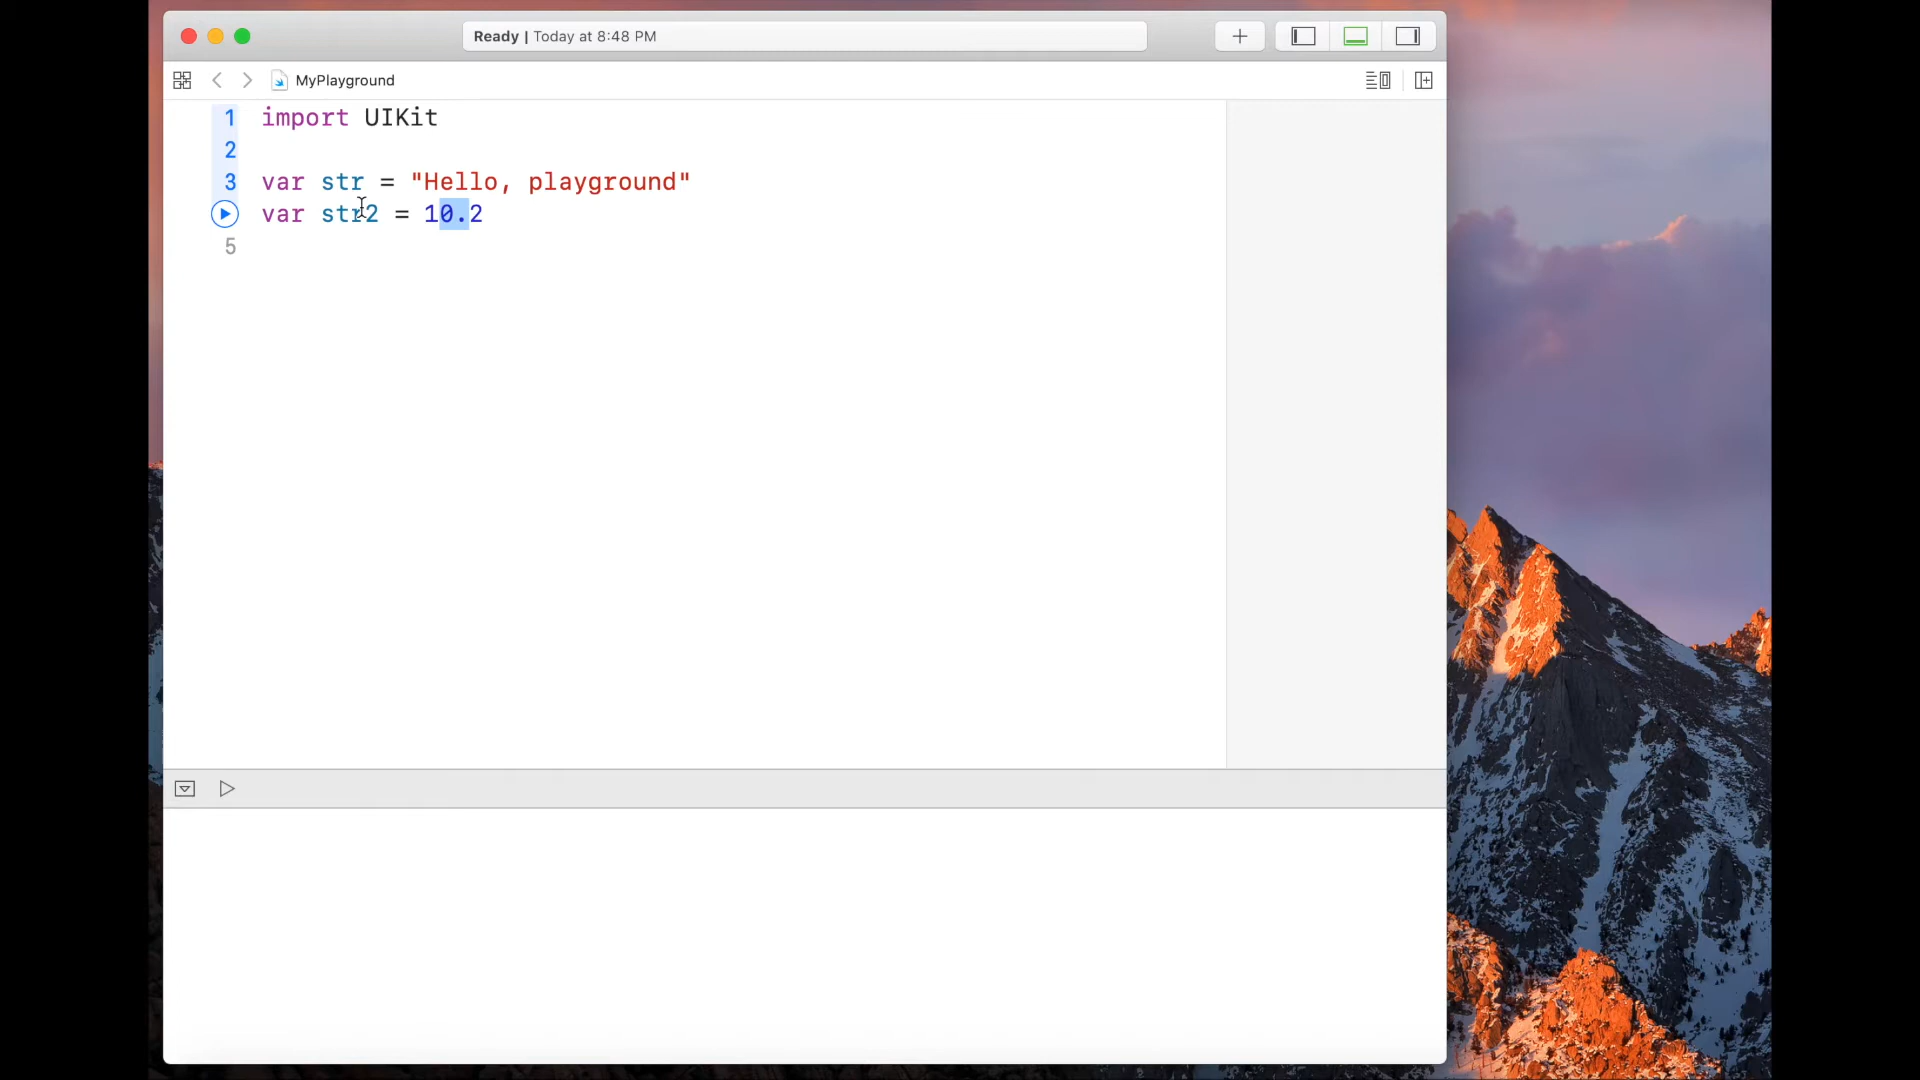 Ready | Today at 8:48 PM
MyPlayground
1 import UIKit
2
3 var str = "Hello, playground"
var str2 = 10.2
5